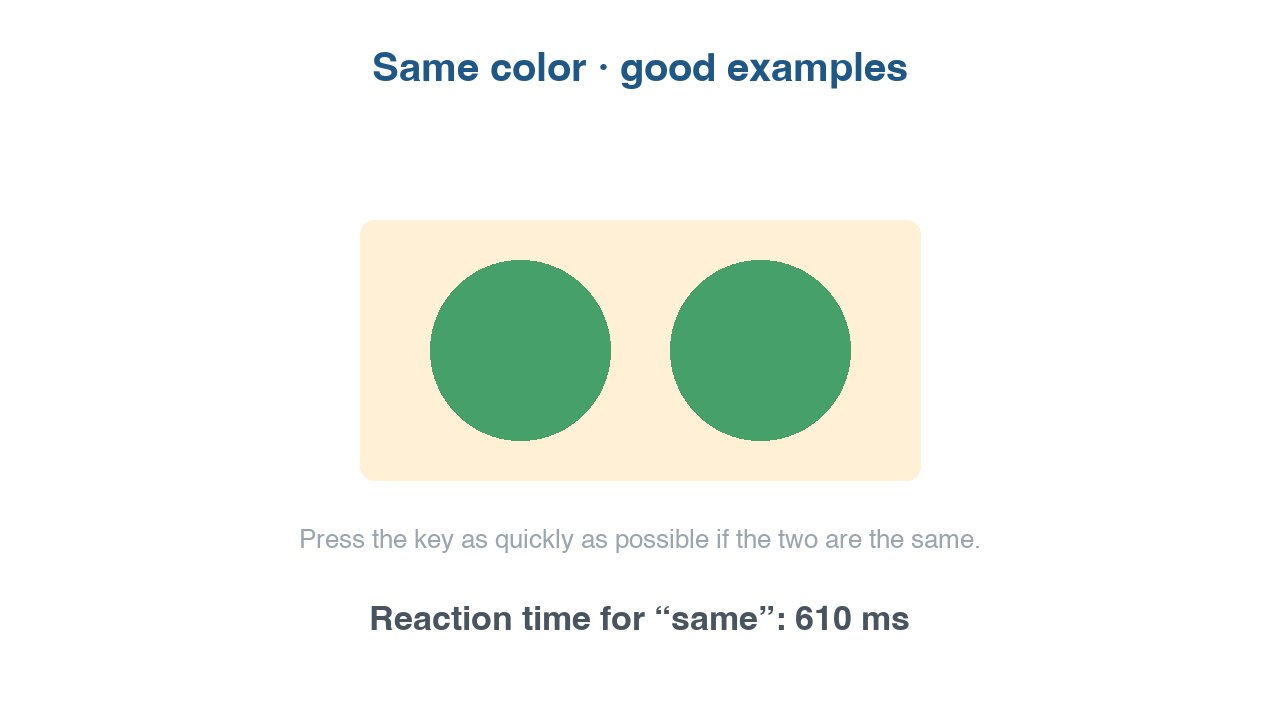 Same color · good examples
Press the key as quickly as possible if the two are the same.
Reaction time for “same”: 610 ms